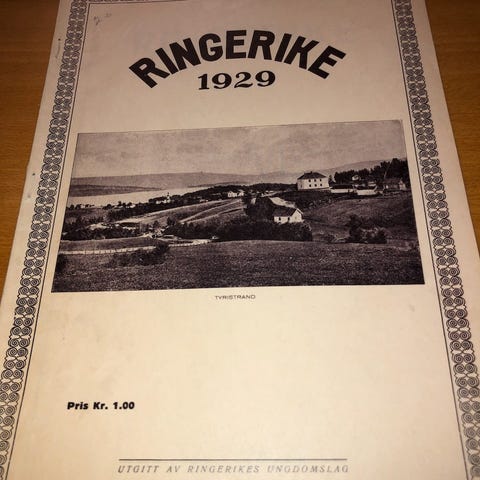 RINGERIKE
1929
TYRISTRAND
Pris Kr. 1.00
UTGITT AV RINGERIKES UNGDOMSLAG